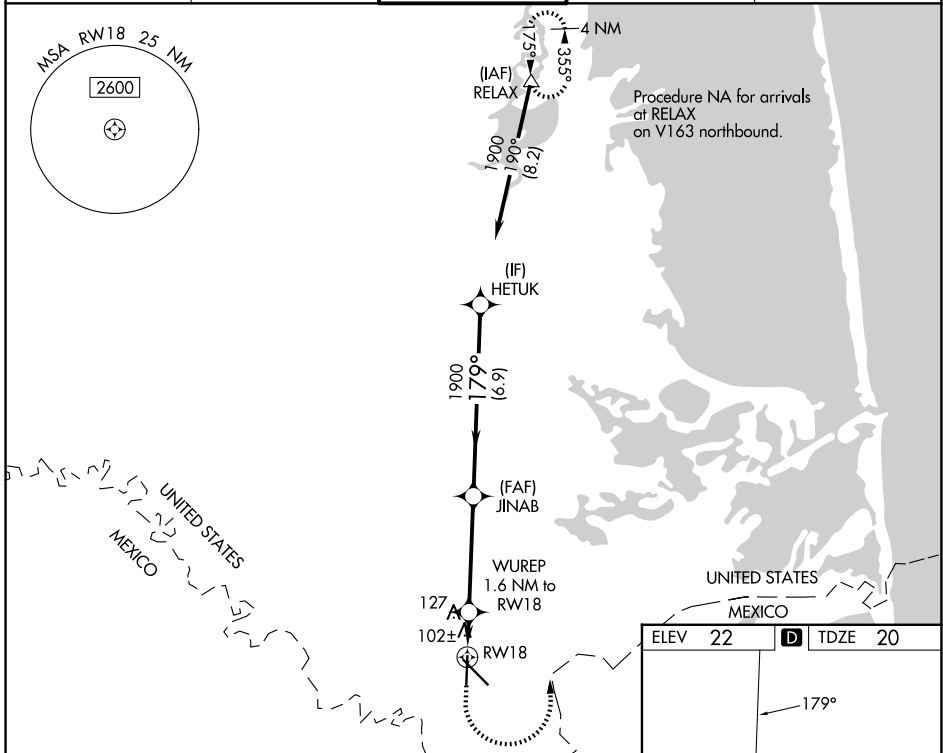 MSA RW18 25 NM
2600
4 NM
175°
355°
(IAF)
RELAX
Procedure NA for arrivals
at RELAX
on V163 northbound.
1900
190°
(8.2)
(IF)
HETUK
1900
179°
(6.9)
(FAF)
JINAB
UNITED STATES
MEXICO
WUREP
1.6 NM to
RW18
127
102±
RW18
UNITED STATES
MEXICO
ELEV 22 D TDZE 20
179°